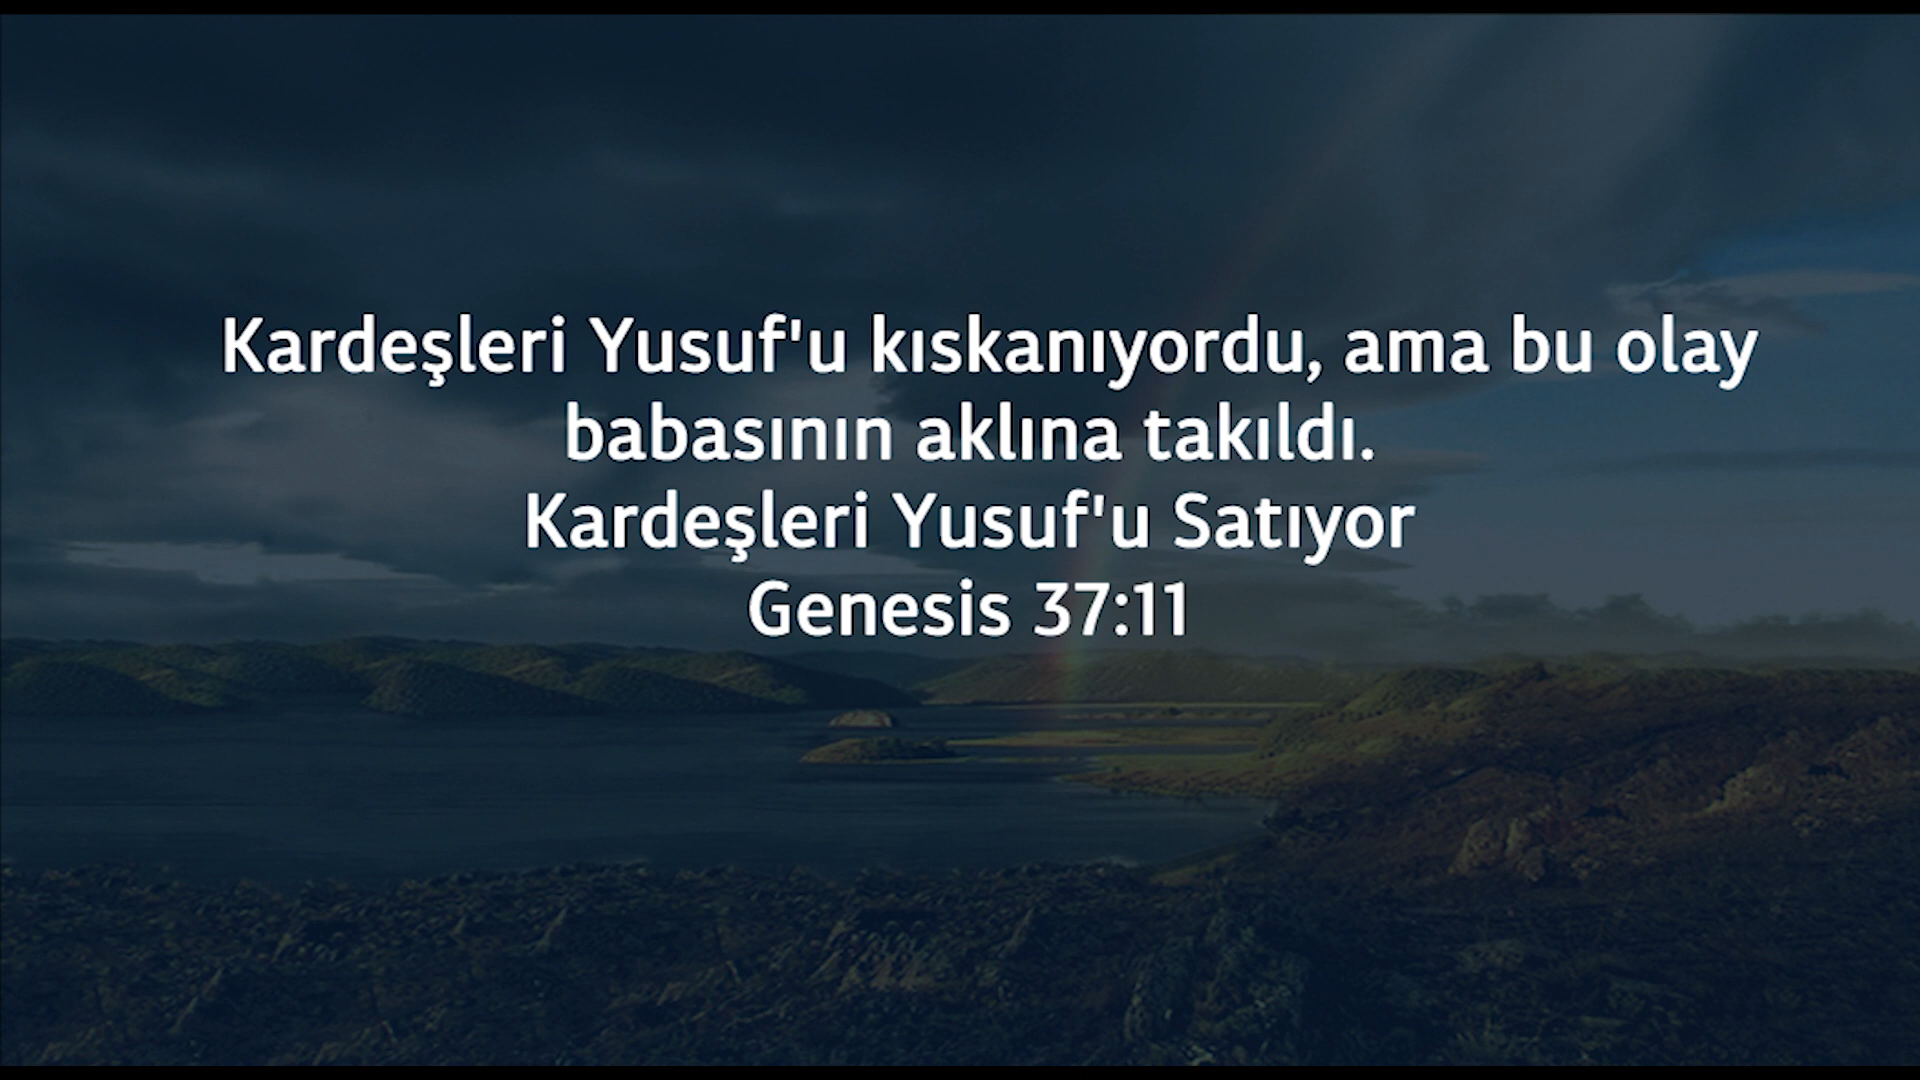 Kardeşleri Yusuf'u kıskanıyordu, ama bu olay
babasının aklına takıldı.
Kardeşleri Yusuf'u Satıyor
Genesis 37:11